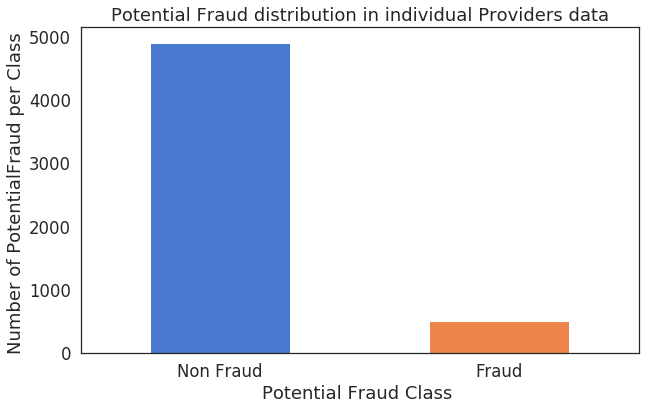 Potential Fraud distribution in individual Providers data
Number of PotentialFraud per Class
5000
4000
3000
2000
1000
0
Non Fraud
Fraud
Potential Fraud Class